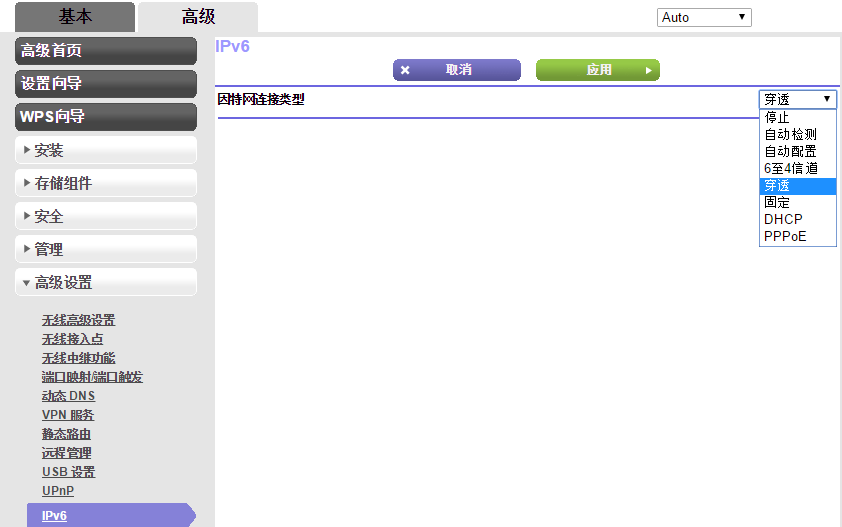 基本
高级
Auto
高级首页
设置向导
WPS向导
安装
存储组件
安全
管理
高级设置
无线高级设置
无线接入点
无线中继功能
端口映射/端口触发
动态 DNS
VPN 服务
静态路由
远程管理
USB 设置
UPnP
IPv6
IPv6
取消
应用
因特网连接类型
穿透
停止
自动检测
自动配置
6至4信道
穿透
固定
DHCP
PPPoE